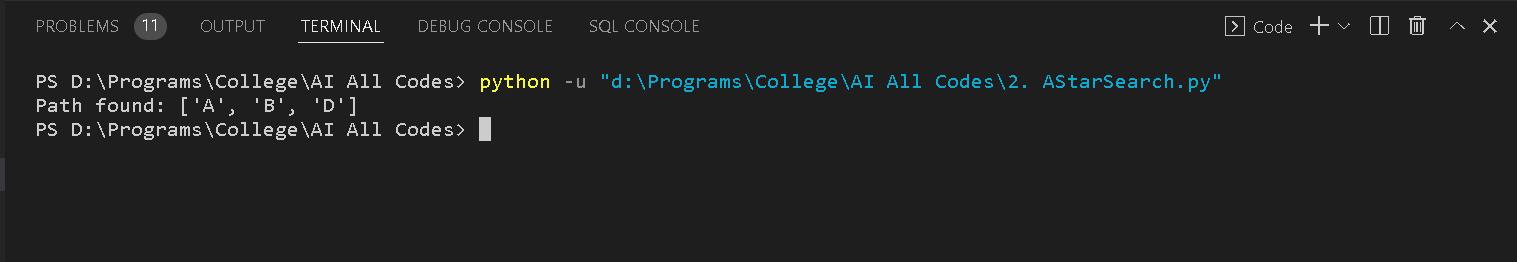 PROBLEMS 11 OUTPUT TERMINAL DEBUG CONSOLE SQL CONSOLE Code
PS D:\Programs\College\AI All Codes> python -u "d:\Programs\College\AI All Codes\2. AStarSearch.py"
Path found: ['A', 'B', 'D']
PS D:\Programs\College\AI All Codes>